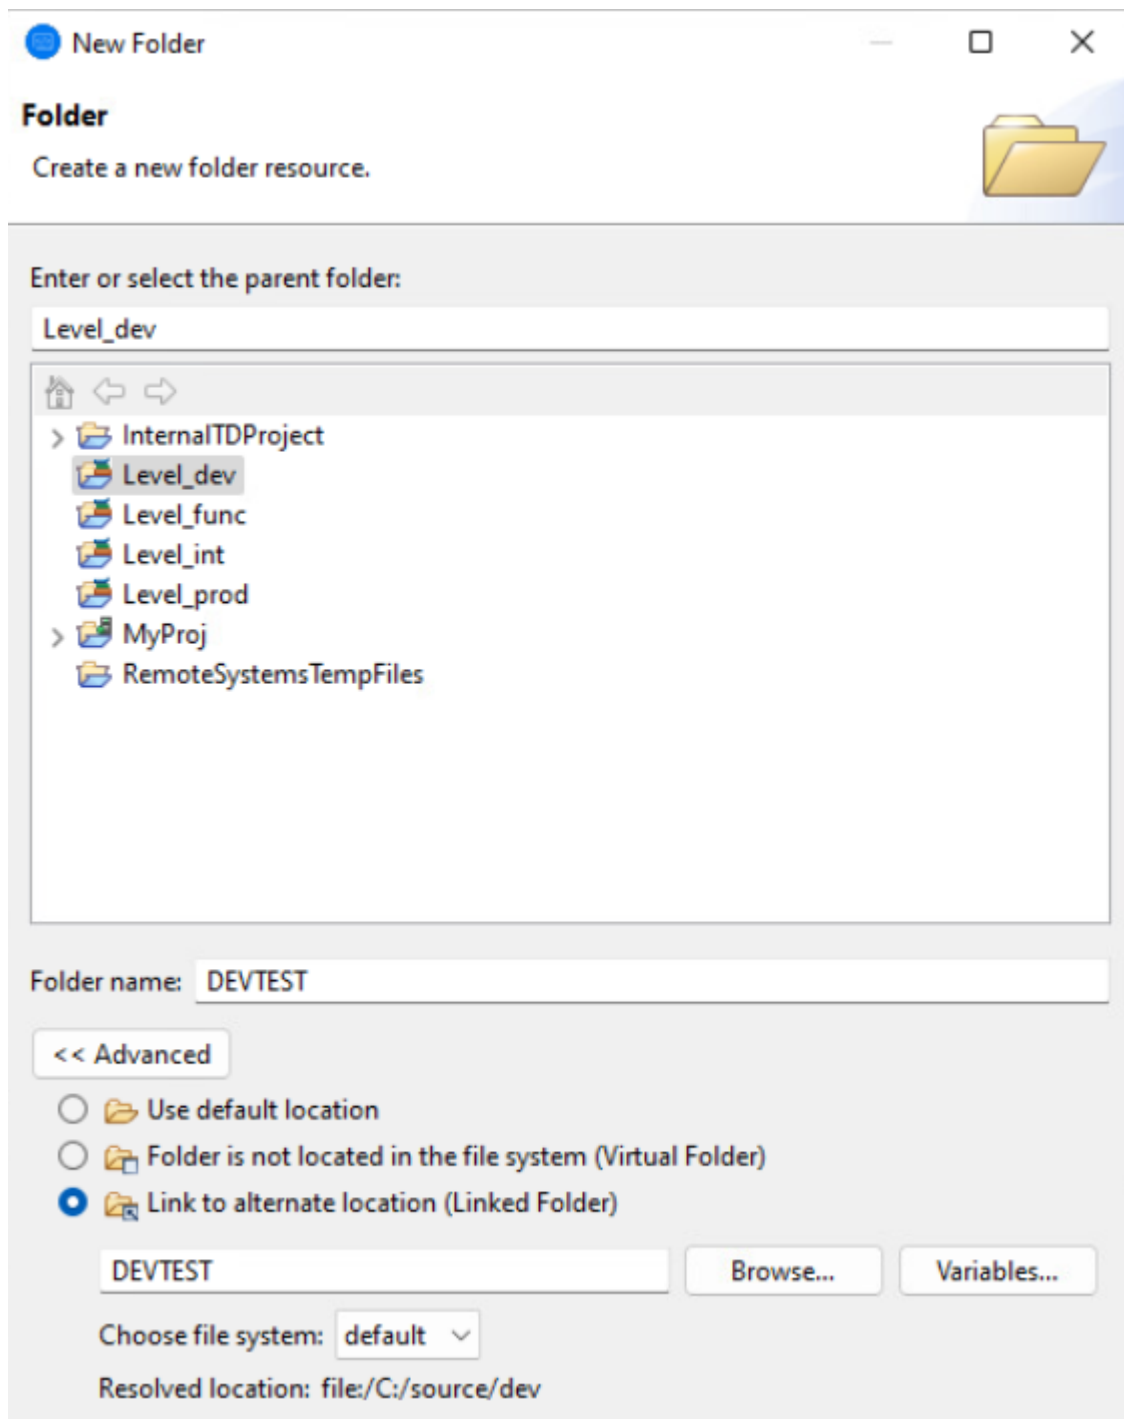 New Folder
Folder
Create a new folder resource.
Enter or select the parent folder:
Level_dev
InternalTDProject
Level_dev
Level_func
Level_int
Level_prod
MyProj
RemoteSystemsTempFiles
Folder name: DEVTEST
<< Advanced
Use default location
Folder is not located in the file system (Virtual Folder)
Link to alternate location (Linked Folder)
DEVTEST Browse... Variables...
Choose file system: default
Resolved location: file:/C:/source/dev